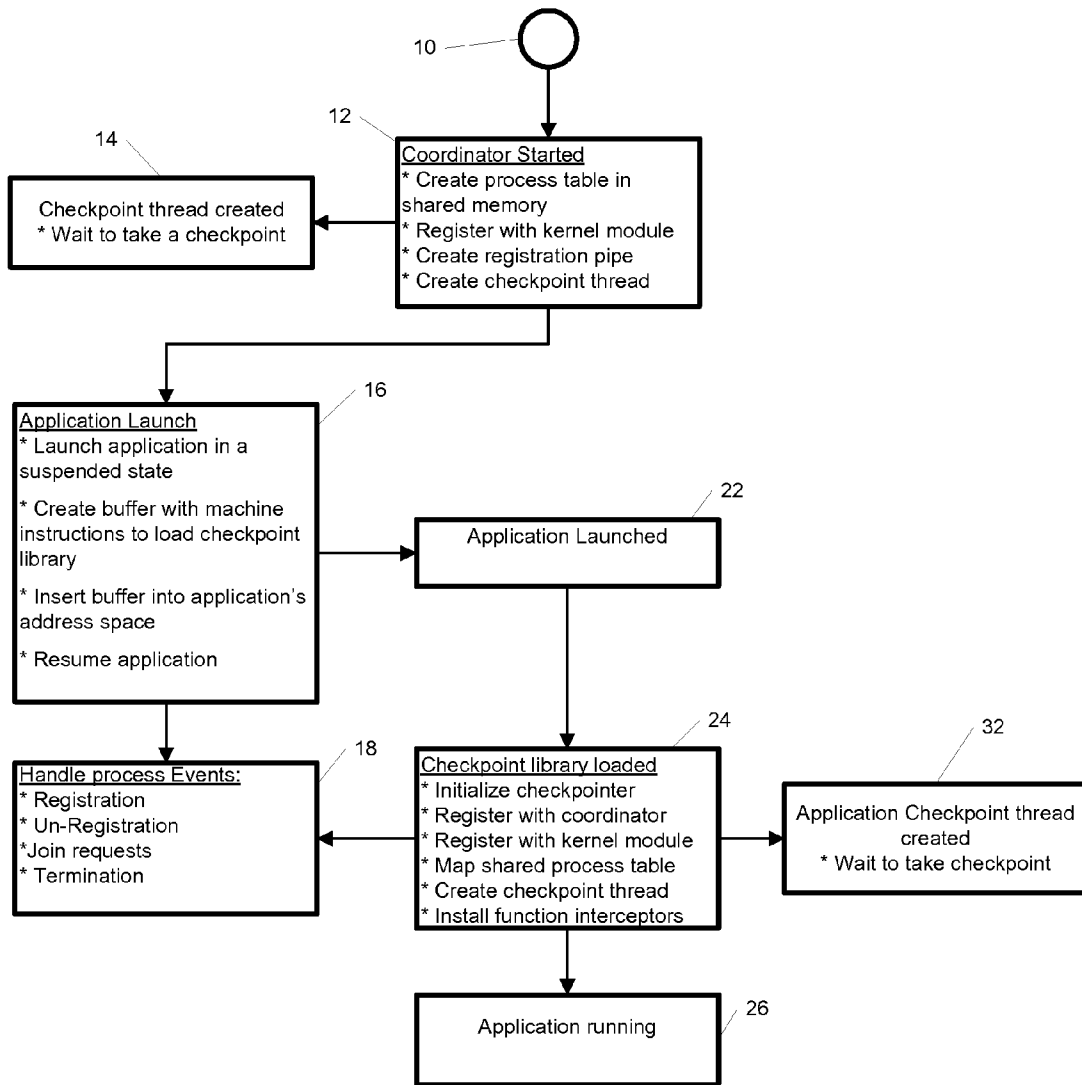 10
12
14
Coordinator Started
* Create process table in
shared memory
* Register with kernel module
* Create registration pipe
* Create checkpoint thread
Checkpoint thread created
* Wait to take a checkpoint
16
Application Launch
* Launch application in a
suspended state
* Create buffer with machine
instructions to load checkpoint
library
* Insert buffer into application's
address space
* Resume application
22
Application Launched
18
Handle process Events:
* Registration
* Un-Registration
*Join requests
* Termination
24
Checkpoint library loaded
* Initialize checkpointer
* Register with coordinator
* Register with kernel module
* Map shared process table
* Create checkpoint thread
* Install function interceptors
32
Application Checkpoint thread
created
* Wait to take checkpoint
26
Application running